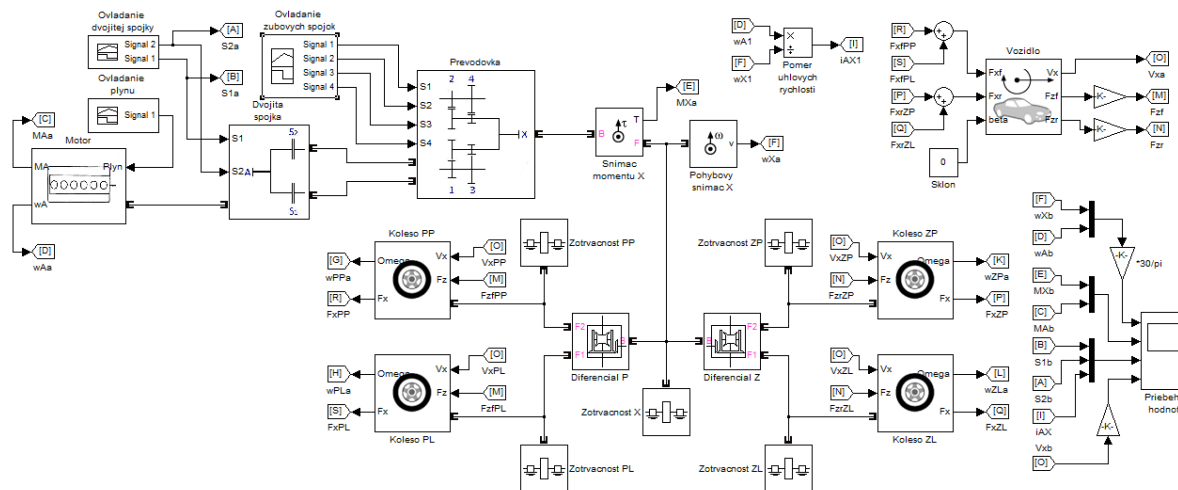 Ovladanie
dvojitej spojky
Signal 2
Signal 1
[A]
S2a
[B]
S1a
Ovladanie
plynu
Signal 1
Ovladanie
zubovych spojok
Signal 1
Signal 2
Signal 3
Signal 4
Prevodovka
2 4
S1
S2
S3
S4
X
1 3
[C]
MAa
Motor
MA
Plyn
wA
[D]
wAa
Dvojita
spojka
S1
S2
A
S2
S1
[E]
MXa
B
τ
T
F
Snimac
momentu X
ω
v
Pohybovy
snimac X
[F]
wXa
[D]
wA1
[F]
wX1
×
÷
Pomer
uhlovych
rychlosti
[I]
iAX1
[R]
FxfPP
[S]
FxfPL
[P]
FxrZP
[Q]
FxrZL
Vozidlo
Fxf
Fxr
beta
Vx
Fzf
Fzr
0
Sklon
[O]
Vxa
-K-
[M]
Fzf
-K-
[N]
Fzr
Koleso PP
Omega
Fx
Vx
Fz
[G]
wPPa
[R]
FxPP
[O]
VxPP
[M]
FzfPP
Zotrvacnost PP
Zotrvacnost ZP
[O]
VxZP
[N]
FzrZP
Koleso ZP
Vx
Fz
Omega
Fx
[K]
wZPa
[P]
FxZP
F2
F1
B
Diferencial P
B
F2
F1
Diferencial Z
Omega
Fx
Vx
Fz
Koleso PL
[H]
wPLa
[S]
FxPL
[O]
VxPL
[M]
FzfPL
Zotrvacnost X
Zotrvacnost PL
Zotrvacnost ZL
[O]
VxZL
[N]
FzrZL
Vx
Fz
Omega
Fx
Koleso ZL
[L]
wZLa
[Q]
FxZL
[F]
wXb
[D]
wAb
-K-
*30/pi
[E]
MXb
[C]
MAb
[B]
S1b
[A]
S2b
[I]
iAX
Vxb
[O]
-K-
Priebeh
hodnot